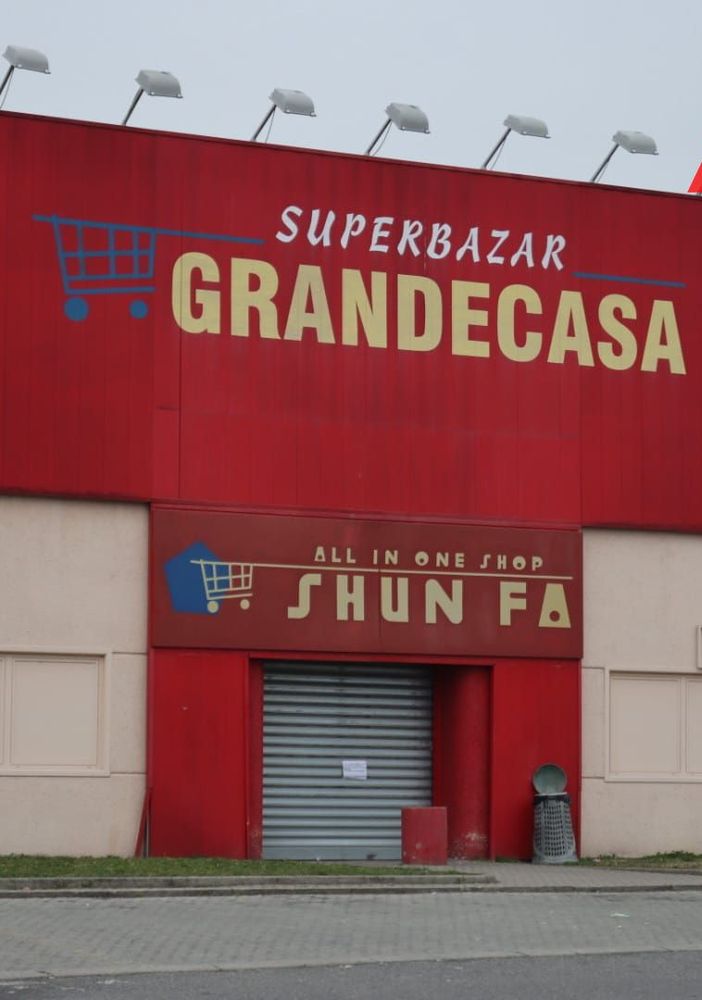 SUPERBAZAR
GRANDECASA
ALL IN ONE SHOP
SHUN FA